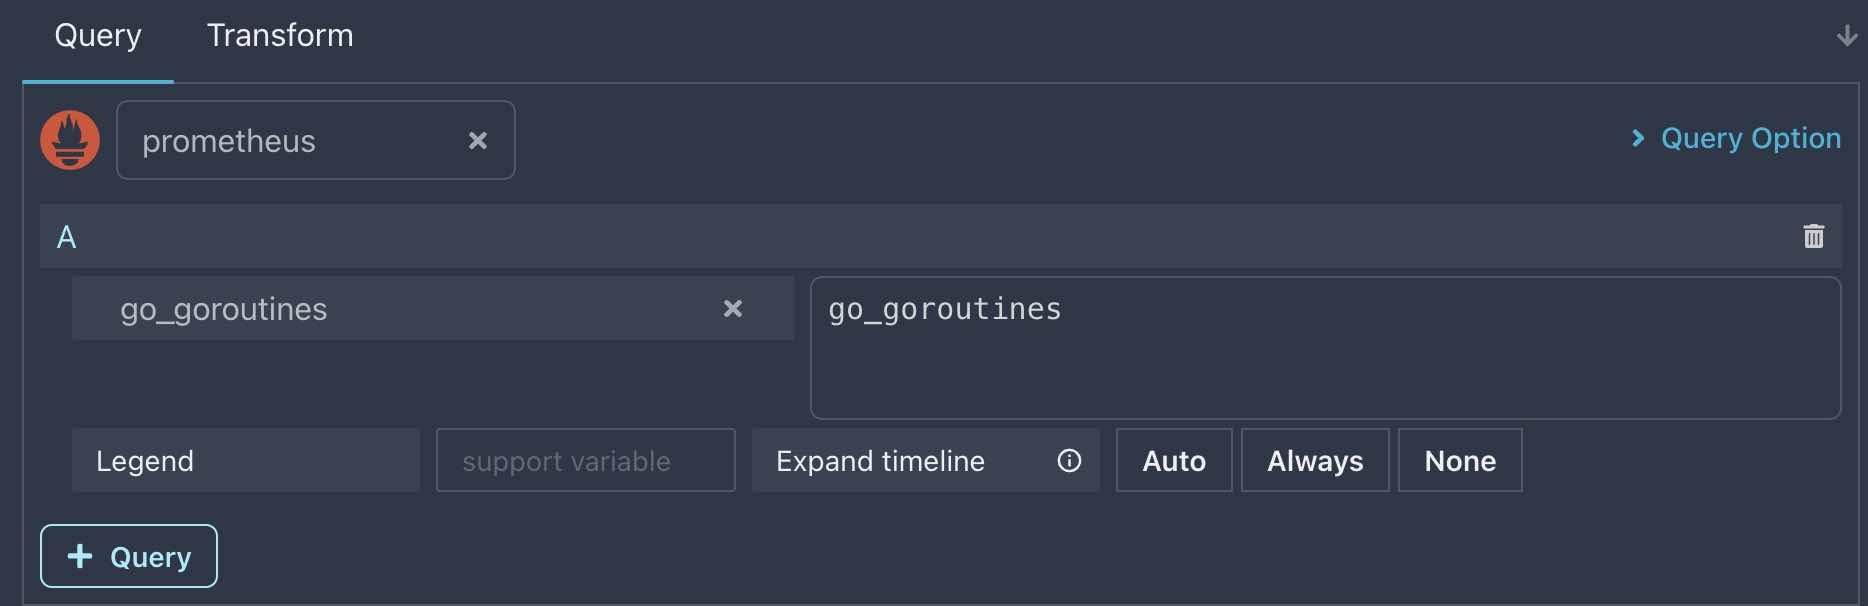 Query Transform
prometheus
Query Option
A
go_goroutines
go_goroutines
Legend support variable Expand timeline Auto Always None
Query